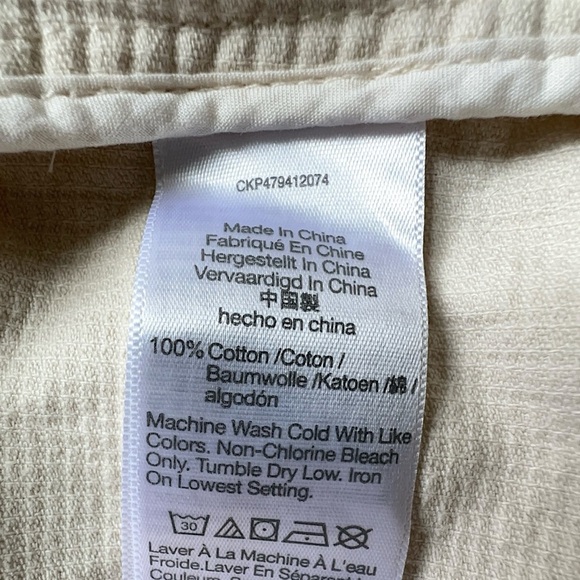 CKP479412074
Made In China
Fabriqué En Chine
Hergestellt In China
Vervaardigd In China
中国製
hecho en china
100% Cotton /Coton /
Baumwolle /Katoen /綿 /
algodón
Machine Wash Cold With Like
Colors. Non-Chlorine Bleach
Only. Tumble Dry Low. Iron
On Lowest Setting.
30
Laver À La Machine À L'eau
Froide.Laver En Séparant